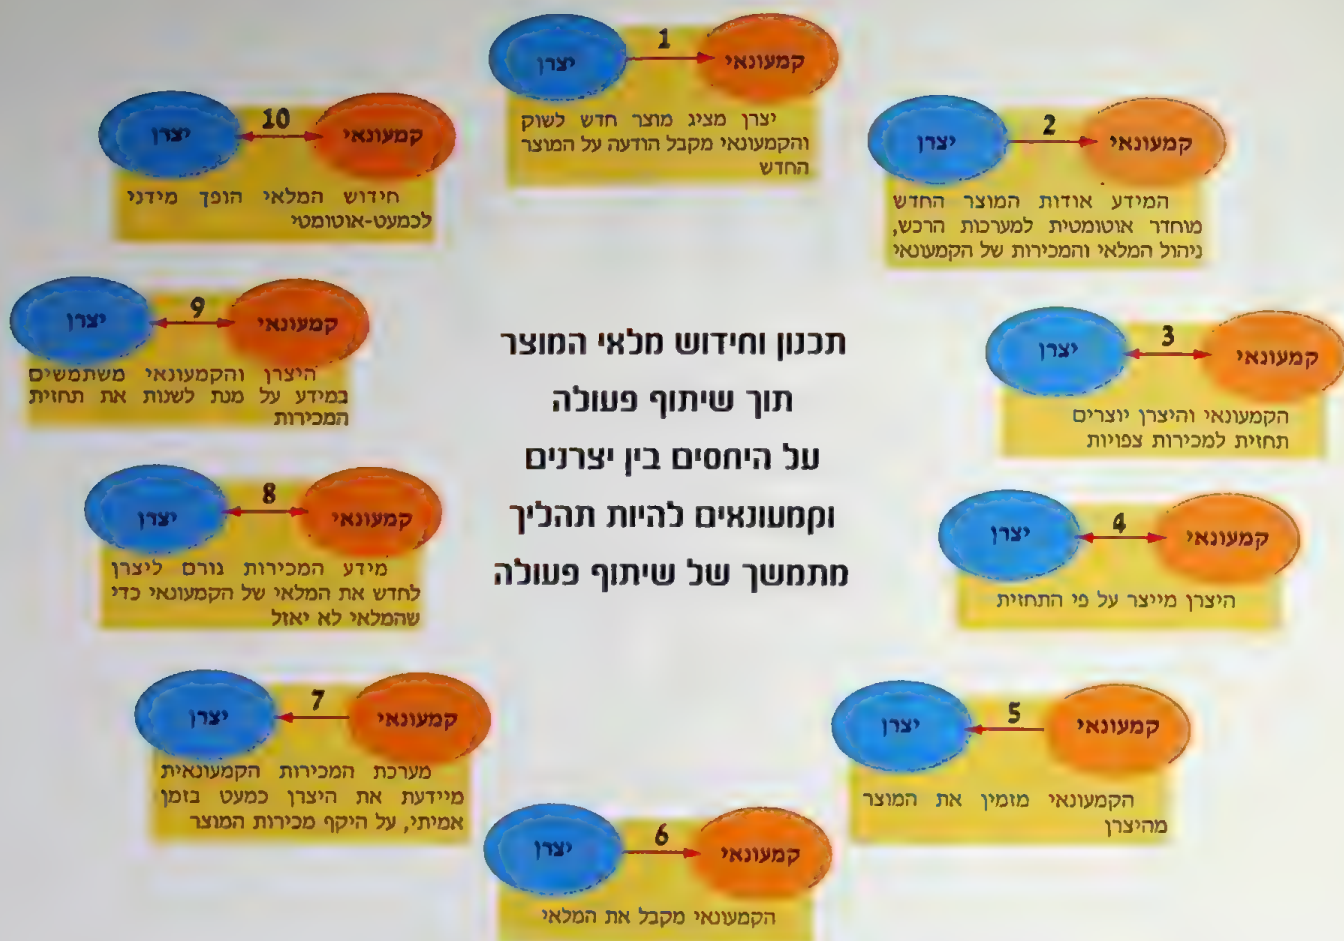 תכנון וחידוש מלאי המוצר
תוך שיתוף פעולה
על היחסים בין יצרנים
וקמעונאים להיות תהליך
מתמשך של שיתוף פעולה
יצרן 1 קמעונאי
יצרן מציג מוצר חדש לשוק
והקמעונאי מקבל הודעה על המוצר
החדש
יצרן 2 קמעונאי
המידע אודות המוצר החדש
מוחדר אוטומטית למערכות הרכש,
ניהול המלאי והמכירות של הקמעונאי
יצרן 3 קמעונאי
הקמעונאי והיצרן יוצרים
תחזית למכירות צפויות
יצרן 4 קמעונאי
היצרן מייצר על פי התחזית
יצרן 5 קמעונאי
הקמעונאי מזמין את המוצר
מהיצרן
יצרן 6 קמעונאי
הקמעונאי מקבל את המלאי
יצרן 7 קמעונאי
מערכת המכירות הקמעונאית
מיידעת את היצרן כמעט בזמן
אמיתי, על היקף מכירות המוצר
יצרן 8 קמעונאי
מידע המכירות גורם ליצרן
לחדש את המלאי של הקמעונאי כדי
שהמלאי לא יאזל
יצרן 9 קמעונאי
היצרן והקמעונאי משתמשים
במידע על מנת לשנות את תחזית
המכירות
יצרן 10 קמעונאי
חידוש המלאי הופך מידני
לכמעט-אוטומטי